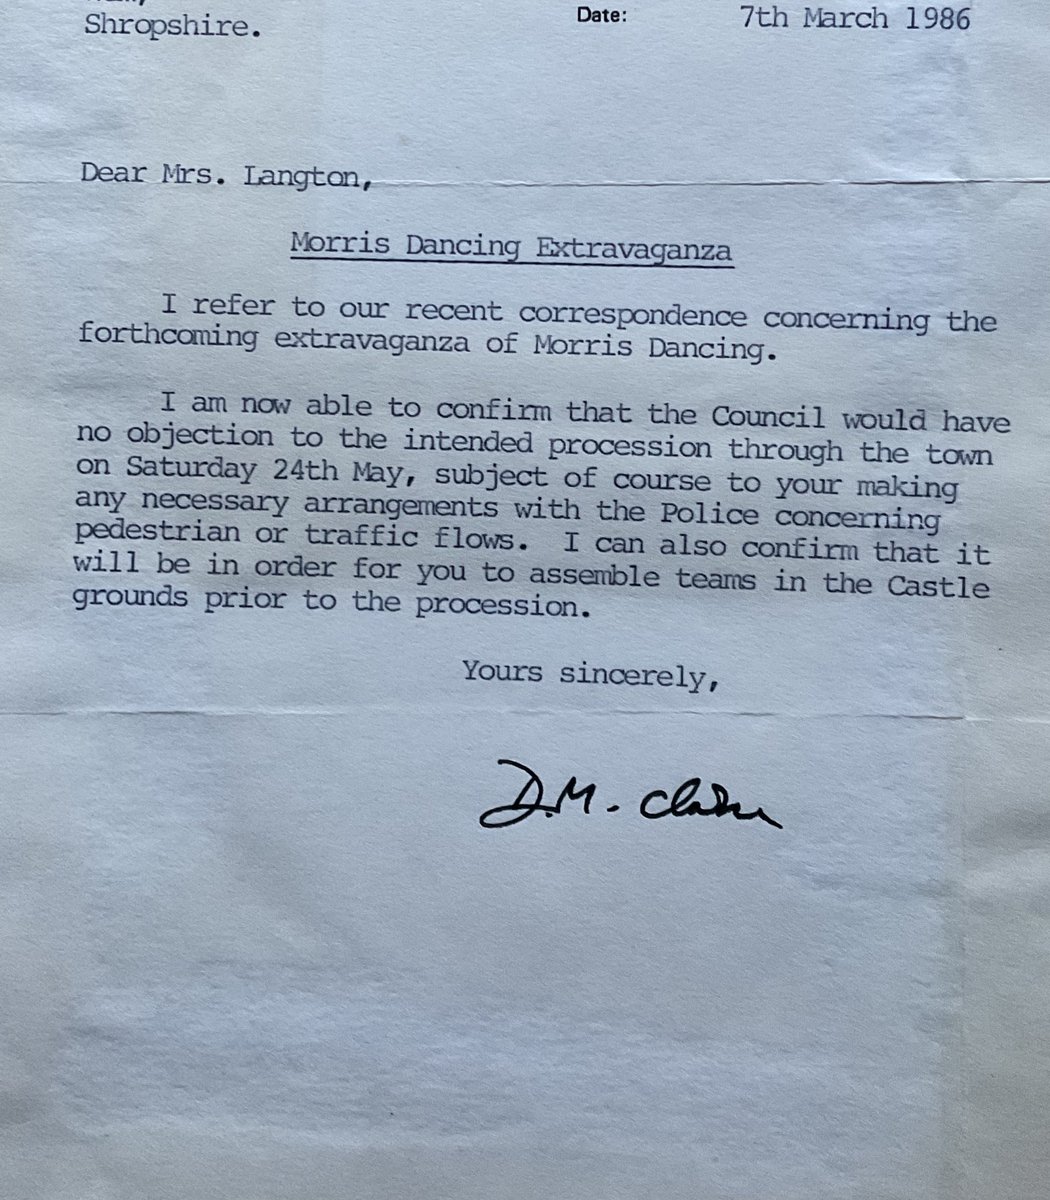 Shropshire.
Date: 7th March 1986
Dear Mrs. Langton,
Morris Dancing Extravaganza
I refer to our recent correspondence concerning the
forthcoming extravaganza of Morris Dancing.
I am now able to confirm that the Council would have
no objection to the intended procession through the town
on Saturday 24th May, subject of course to your making
any necessary arrangements with the Police concerning
pedestrian or traffic flows. I can also confirm that it
will be in order for you to assemble teams in the Castle
grounds prior to the procession.
Yours sincerely,
D.M.